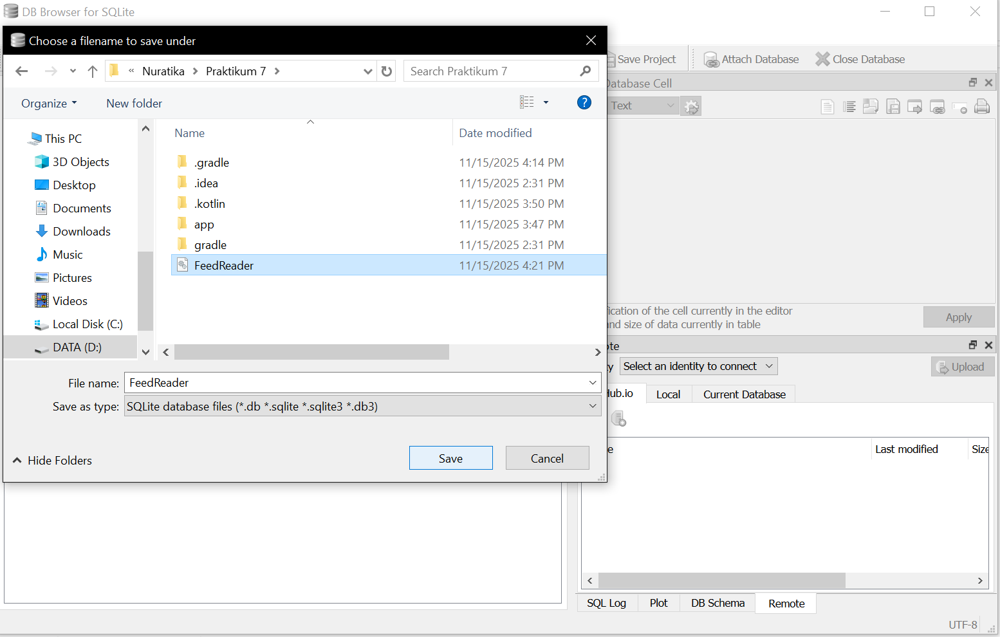 DB Browser for SQLite
Choose a filename to save under
« Nuratika > Praktikum 7 >
Search Praktikum 7
Organize
New folder
?
This PC
3D Objects
Desktop
Documents
Downloads
Music
Pictures
Videos
Local Disk (C:)
DATA (D:)
Name Date modified
.gradle 11/15/2025 4:14 PM
.idea 11/15/2025 2:31 PM
.kotlin 11/15/2025 3:50 PM
app 11/15/2025 3:47 PM
gradle 11/15/2025 2:31 PM
FeedReader 11/15/2025 4:21 PM
File name: FeedReader
Save as type: SQLite database files (*.db *.sqlite *.sqlite3 *.db3)
Hide Folders
Save
Cancel
Save Project
Attach Database
Close Database
Database Cell
Text
ication of the cell currently in the editor
and size of data currently in table
Apply
ote
y Select an identity to connect
Upload
Hub.io
Local
Current Database
e Last modified Size
SQL Log
Plot
DB Schema
Remote
UTF-8